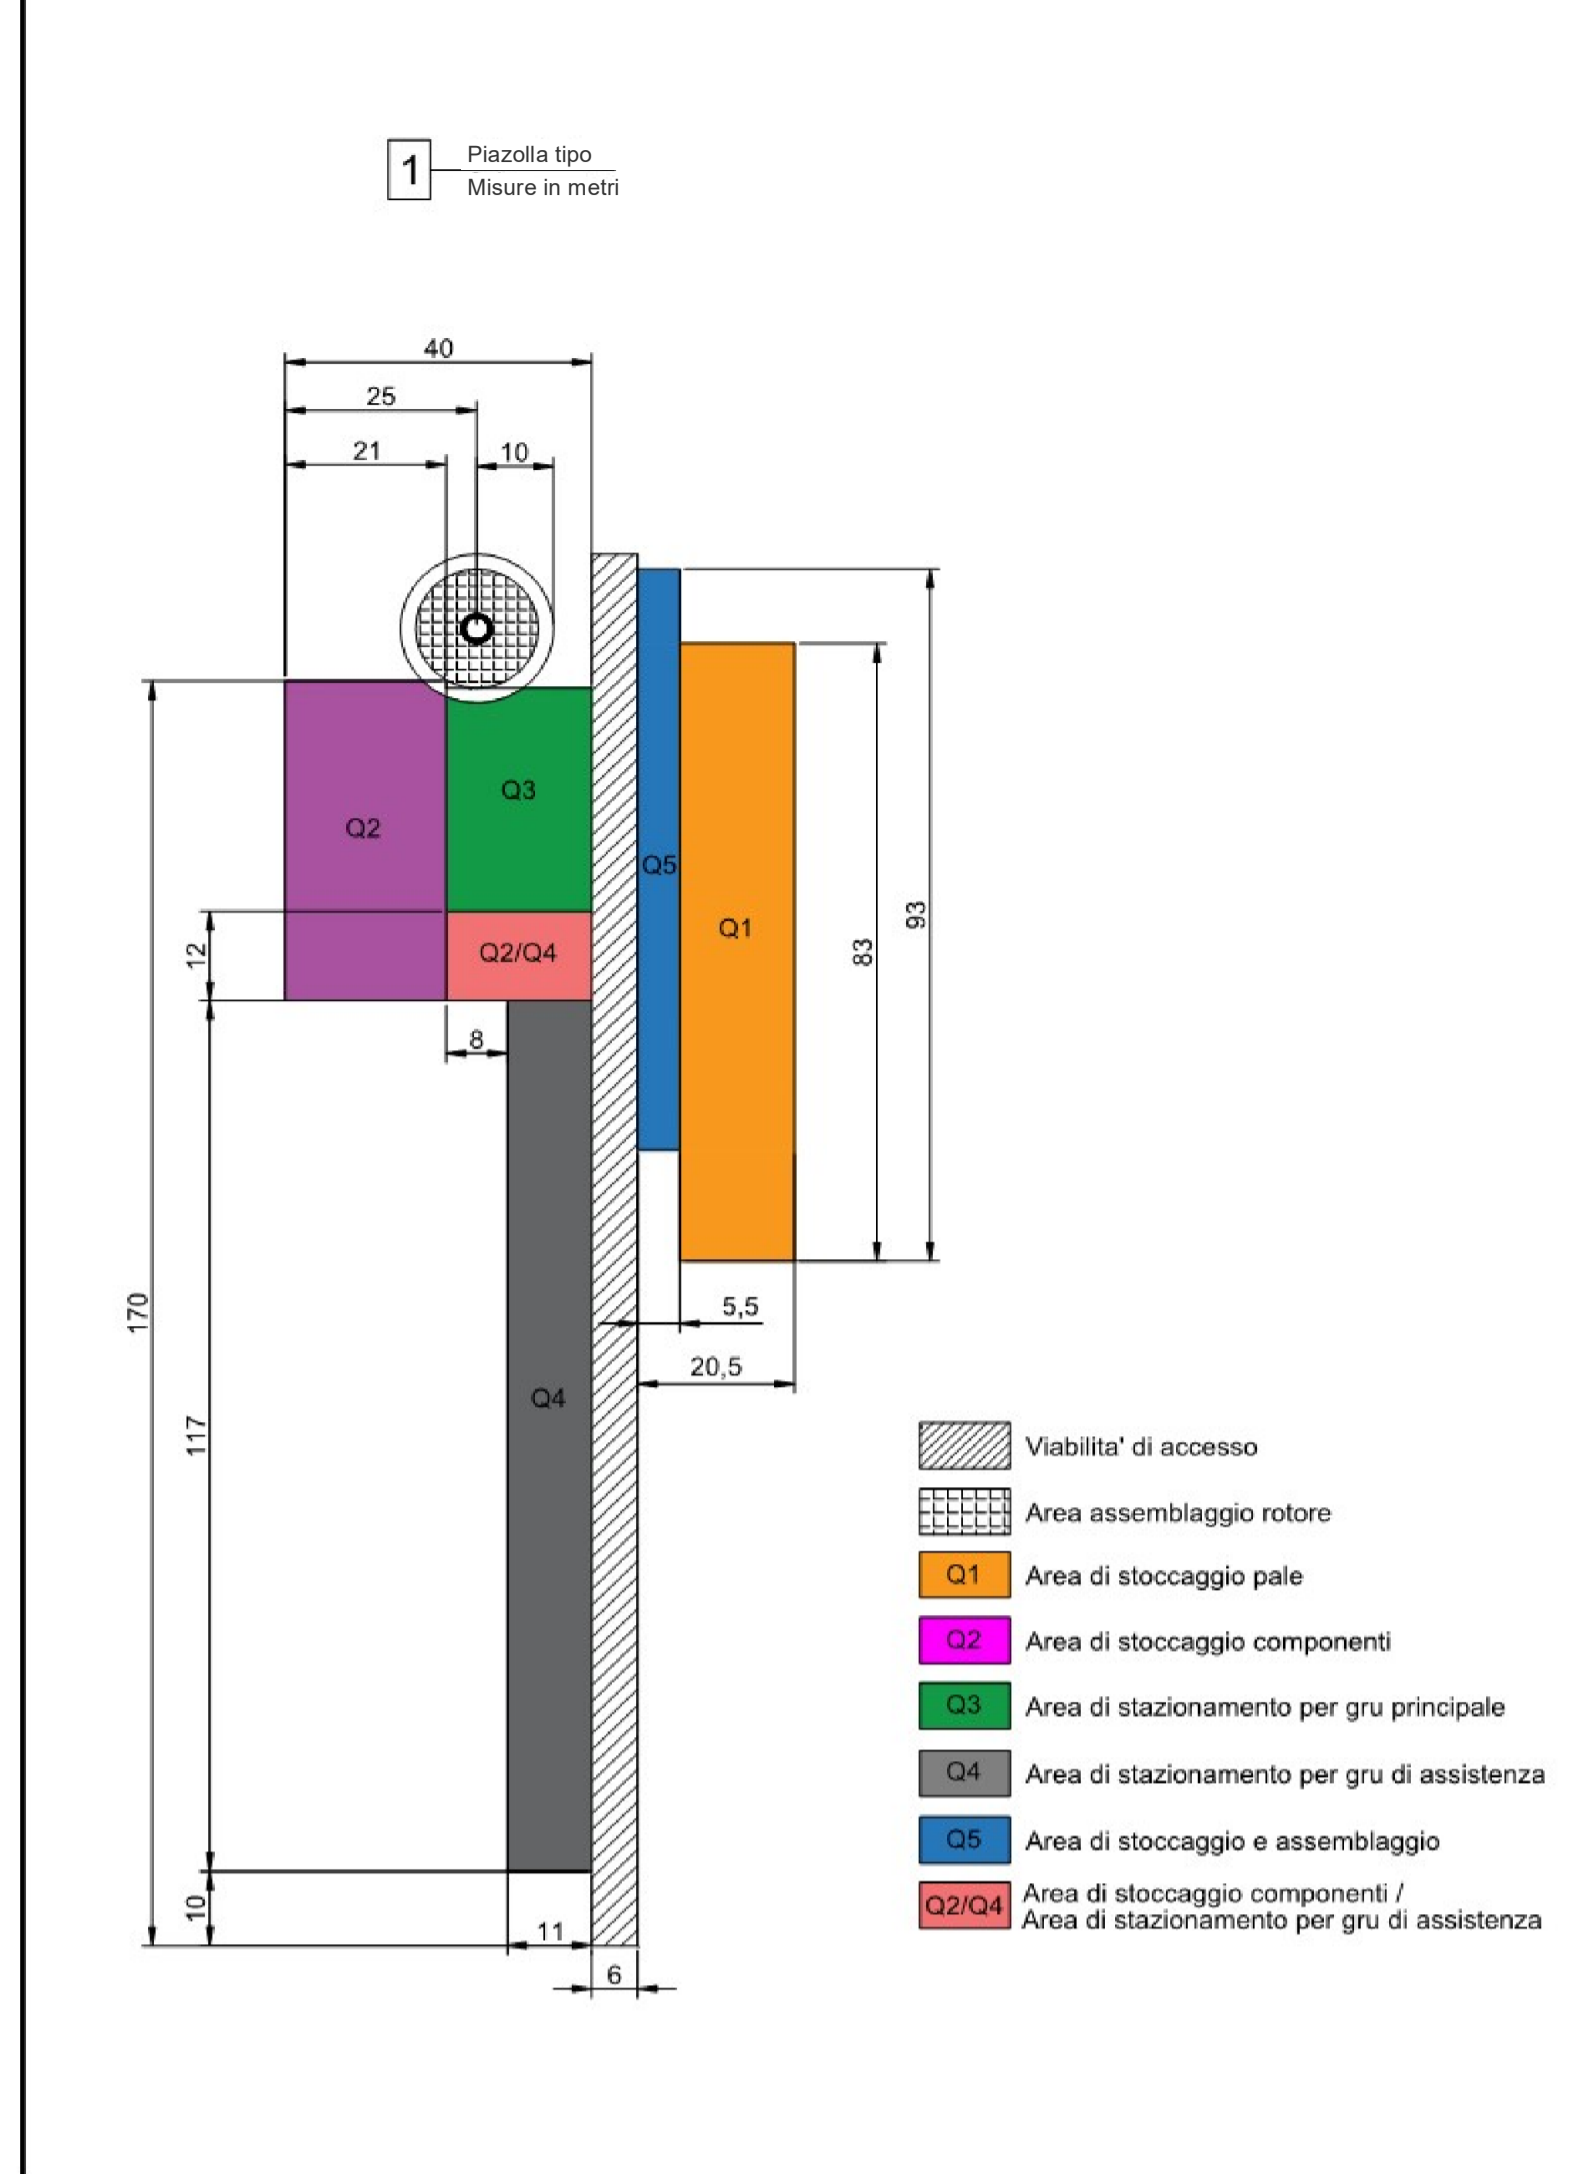 1
Piazolla tipo
Misure in metri
40
25
21
10
Q3
Q2
Q5
Q1
Q2/Q4
12
93
83
8
170
5,5
20,5
Q4
117
10
11
6
Viabilita' di accesso
Area assemblaggio rotore
Q1 Area di stoccaggio pale
Q2 Area di stoccaggio componenti
Q3 Area di stazionamento per gru principale
Q4 Area di stazionamento per gru di assistenza
Q5 Area di stoccaggio e assemblaggio
Q2/Q4 Area di stoccaggio componenti /
Area di stazionamento per gru di assistenza